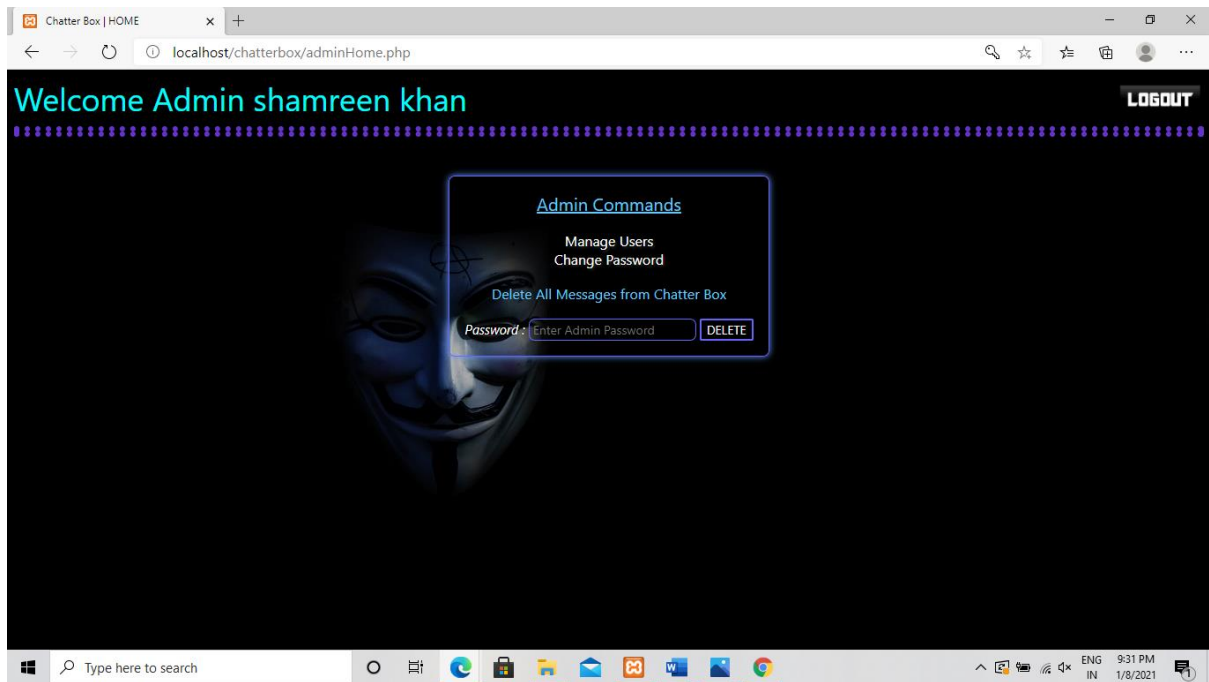 Chatter Box | HOME
localhost/chatterbox/adminHome.php
Welcome Admin shamreen khan
LOGOUT
Admin Commands
Manage Users
Change Password
Delete All Messages from Chatter Box
Password : Enter Admin Password DELETE
Type here to search
ENG 9:31 PM
IN 1/8/2021